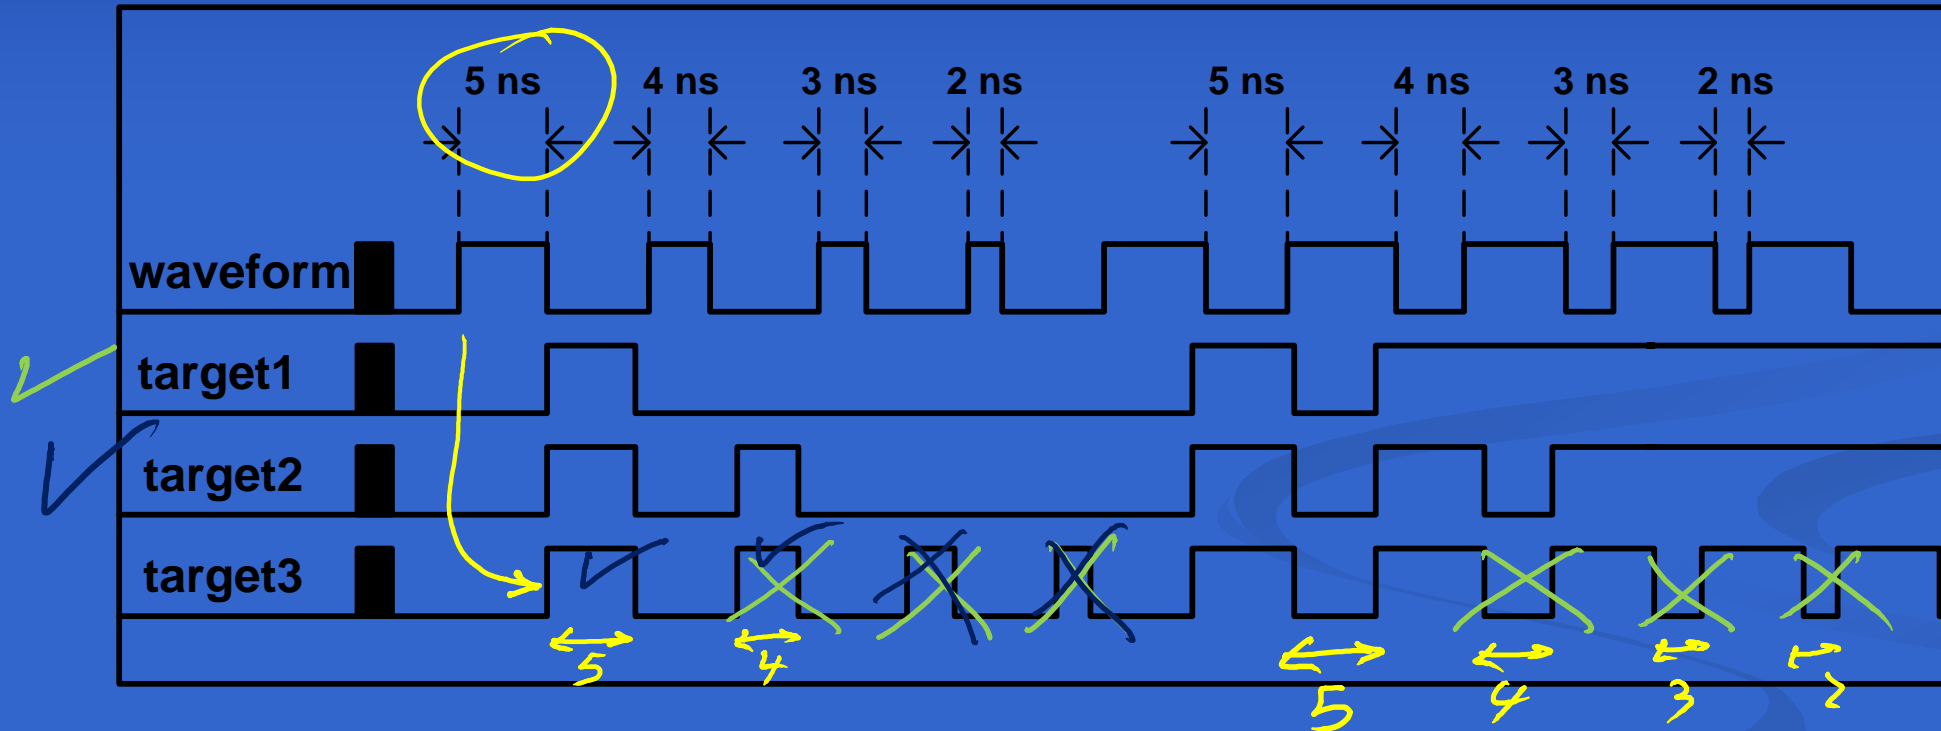 5 ns 4 ns 3 ns 2 ns 5 ns 4 ns 3 ns 2 ns
waveform
target1
target2
target3
5 4 5 4 3 2